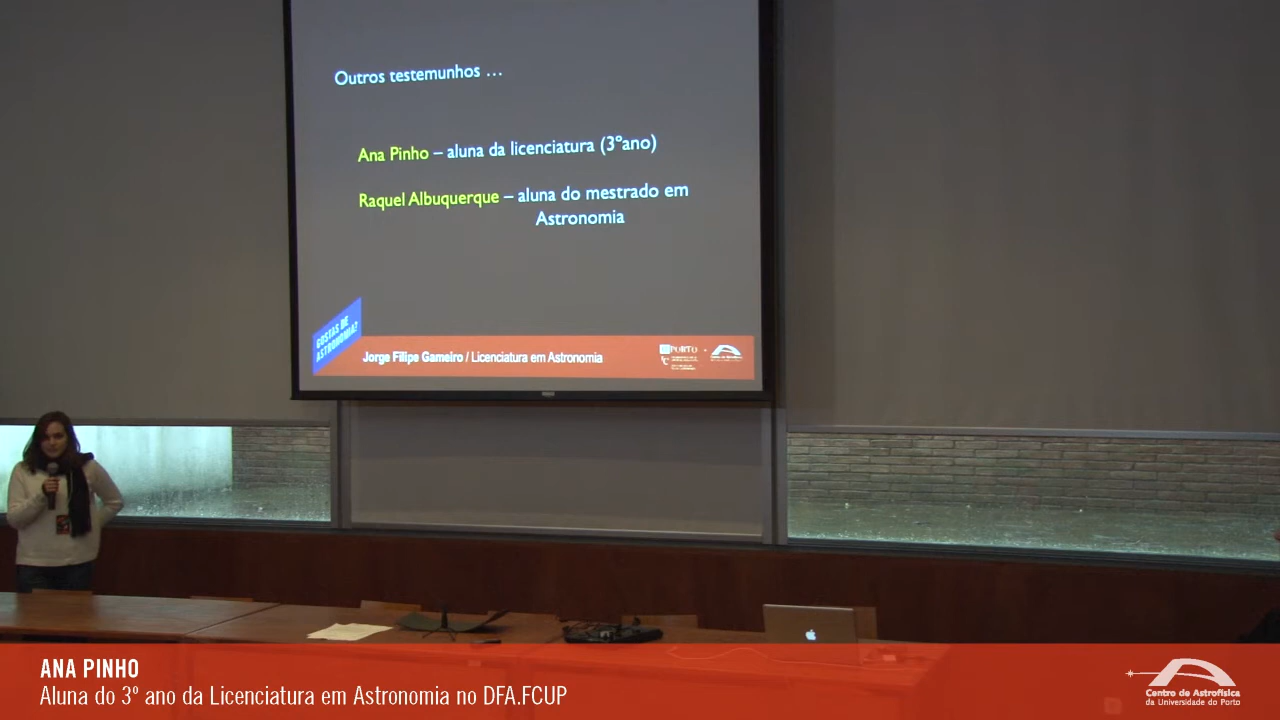 Outros testemunhos ...
Ana Pinho – aluna da licenciatura (3ºano)
Raquel Albuquerque – aluna do mestrado em
Astronomia
GOSTAS DE
ASTRONOMIA?
Jorge Filipe Gameiro / Licenciatura em Astronomia
PORTO
ANA PINHO
Aluna do 3º ano da Licenciatura em Astronomia no DFA.FCUP
Centro de Astrofísica
da Universidade do Porto